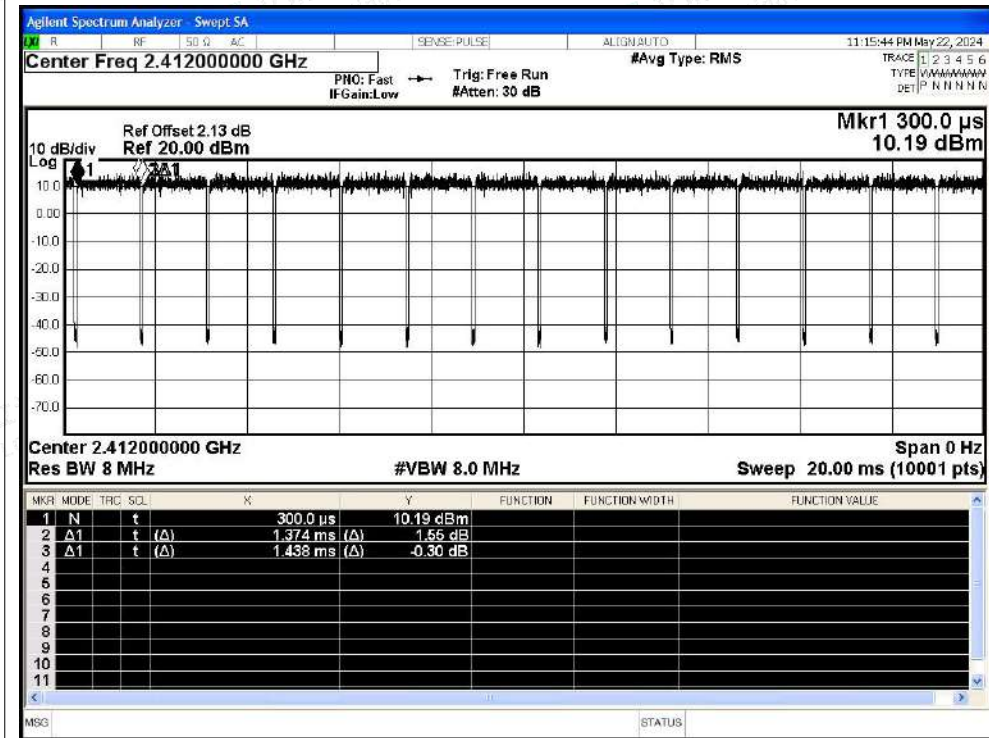 Agilent Spectrum Analyzer - Swept SA
LXI R RF 50 Ω AC SENSE:PULSE ALIGN AUTO 11:15:44 PM May 22, 2024
Center Freq 2.412000000 GHz #Avg Type: RMS TRACE 1 2 3 4 5 6
PNO: Fast Trig: Free Run TYPE
IFGain:Low #Atten: 30 dB DET P N N N N N
Mkr1 300.0 µs
Ref Offset 2.13 dB
10 dB/div Ref 20.00 dBm 10.19 dBm
Log
1 2Δ1
10.0
0.00
-10.0
-20.0
-30.0
-40.0
-50.0
-60.0
-70.0
Center 2.412000000 GHz Span 0 Hz
Res BW 8 MHz #VBW 8.0 MHz Sweep 20.00 ms (10001 pts)
MKR MODE TRC SCL X Y FUNCTION FUNCTION WIDTH FUNCTION VALUE
1 N t 300.0 µs 10.19 dBm
2 Δ1 t (Δ) 1.374 ms (Δ) 1.55 dB
3 Δ1 t (Δ) 1.438 ms (Δ) -0.30 dB
4
5
6
7
8
9
10
11
MSG STATUS